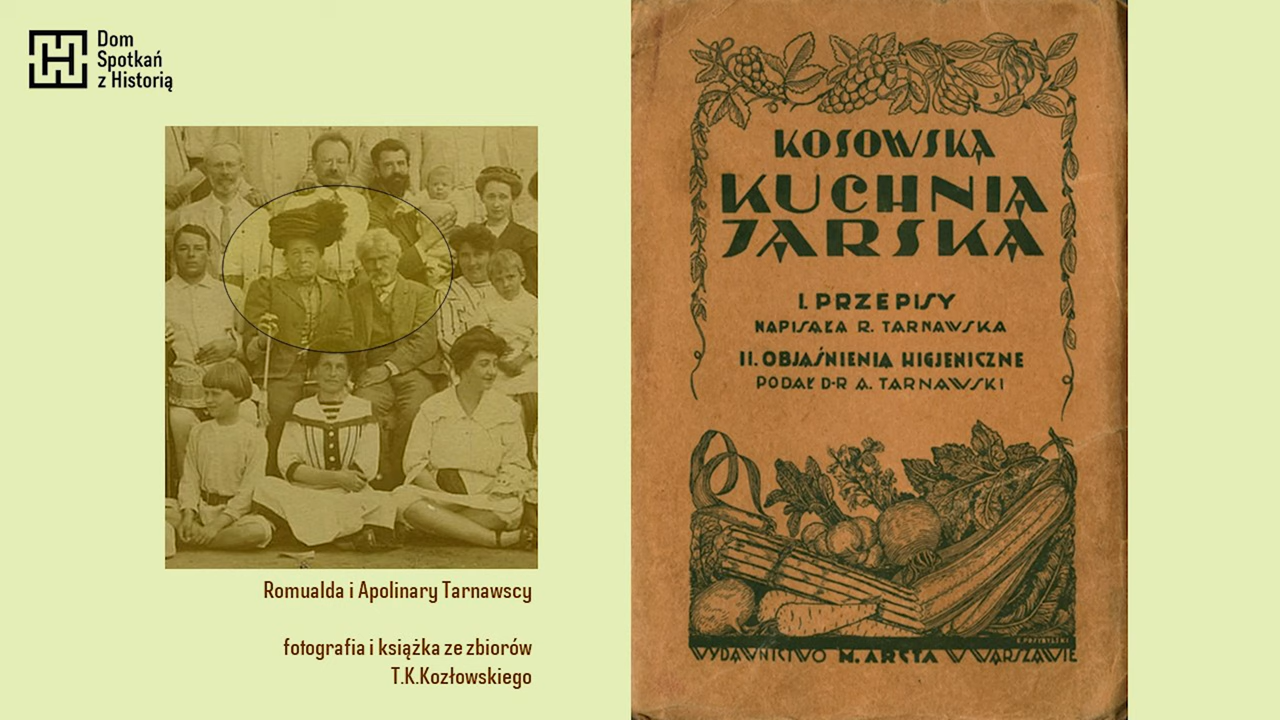 Dom
Spotkań
z Historią
Romualda i Apolinary Tarnawscy
fotografia i książka ze zbiorów
T.K.Kozłowskiego
KOSOWSKA
KUCHNIA
JARSKA
I. PRZEPISY
NAPISAŁA R. TARNAWSKA
II. OBJAŚNIENIA HIGJENICZNE
PODAŁ D-R A. TARNAWSKI
WYDAWNICTWO M. ARCTA W WARSZAWIE